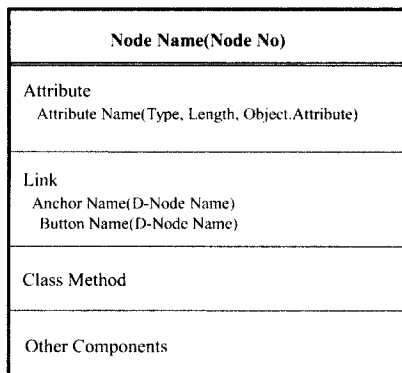 Node Name(Node No)
Attribute
Attribute Name(Type, Length, Object.Attribute)
Link
Anchor Name(D-Node Name)
Button Name(D-Node Name)
Class Method
Other Components